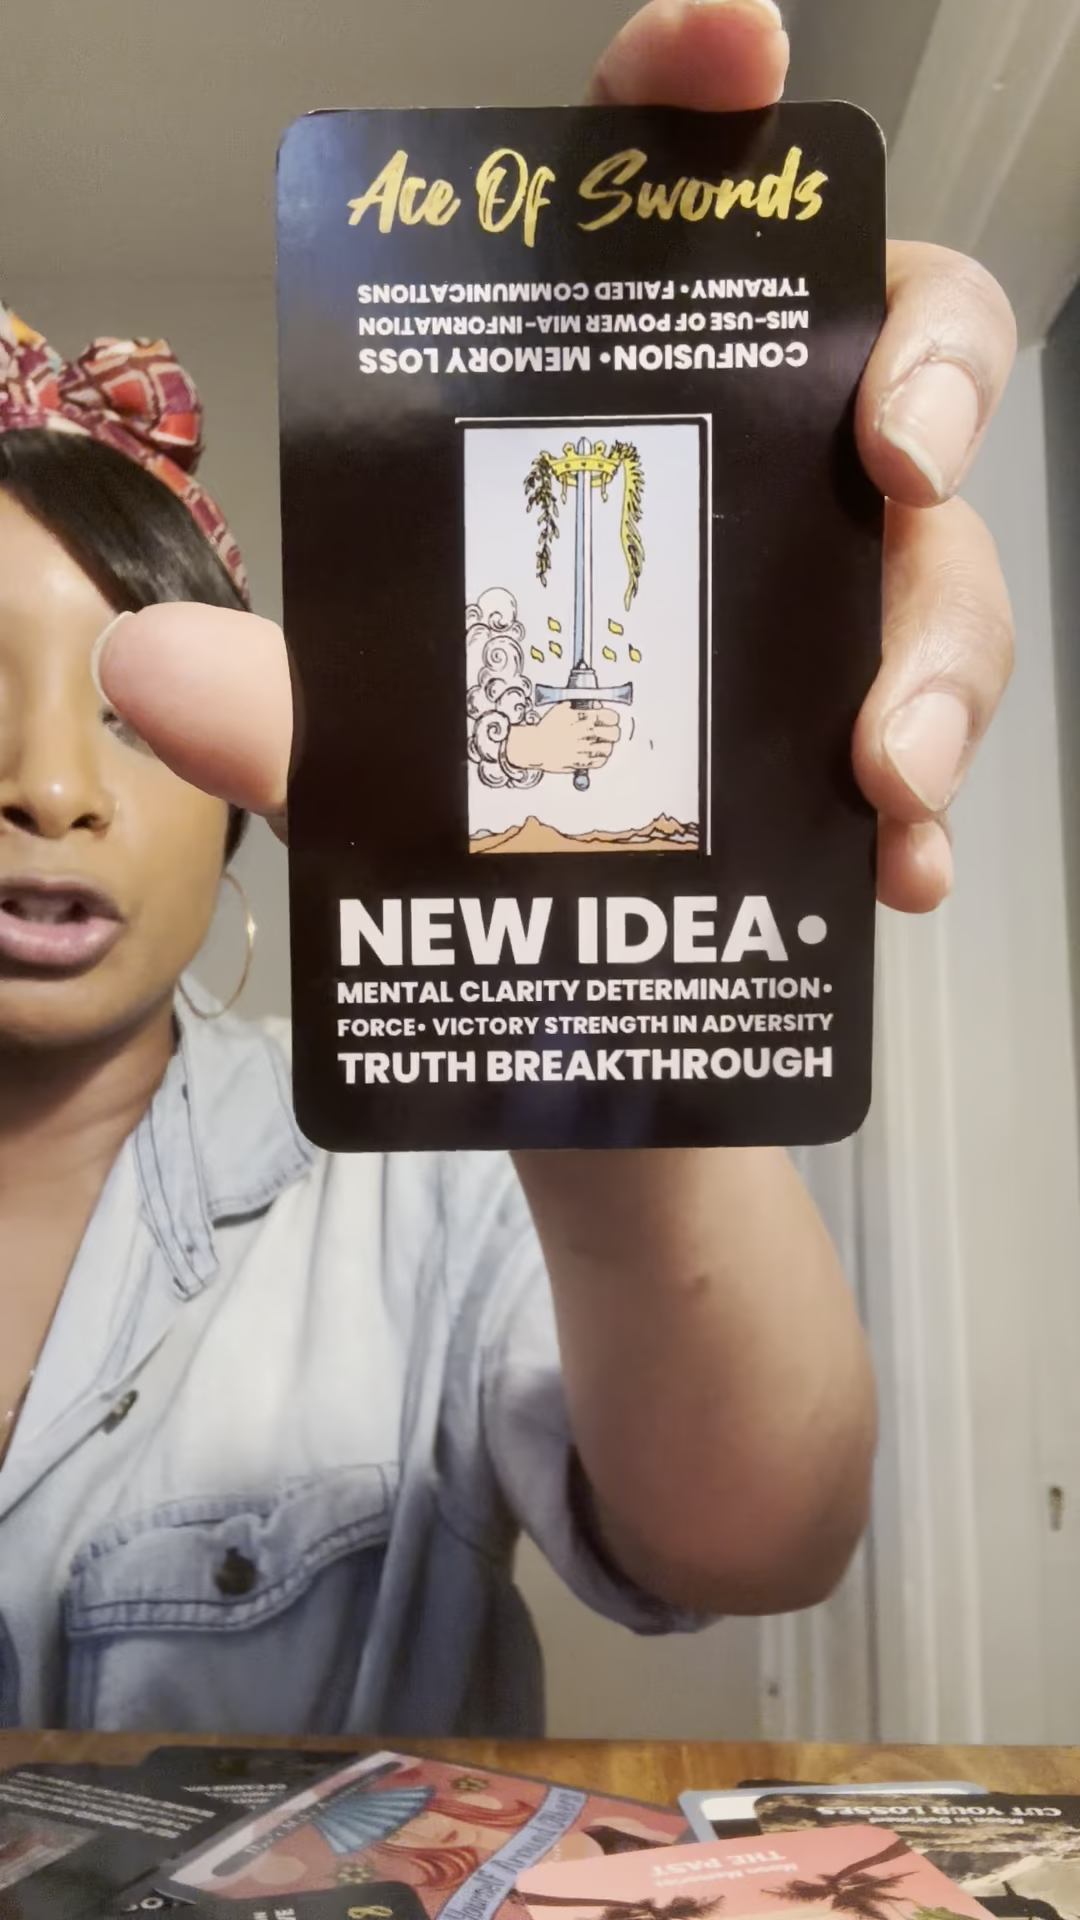 Ace Of Swords
CONFUSION • MEMORY LOSS
MIS-USE OF POWER MIA-INFORMATION
TYRANNY • FAILED COMMUNICATIONS
NEW IDEA•
MENTAL CLARITY DETERMINATION•
FORCE• VICTORY STRENGTH IN ADVERSITY
TRUTH BREAKTHROUGH
CUT YOUR LOSSES
THE PAST